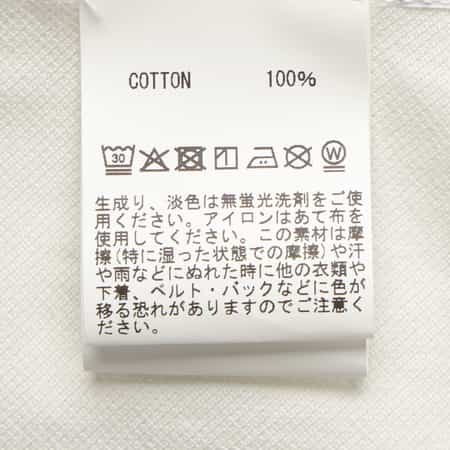 COTTON 100%
30 W
生成り、淡色は無蛍光洗剤をご使
用ください。アイロンはあて布を
使用してください。この素材は摩
擦(特に湿った状態での摩擦)や汗
や雨などにぬれた時に他の衣類や
下着、ベルト・バックなどに色が
移る恐れがありますのでご注意く
ださい。